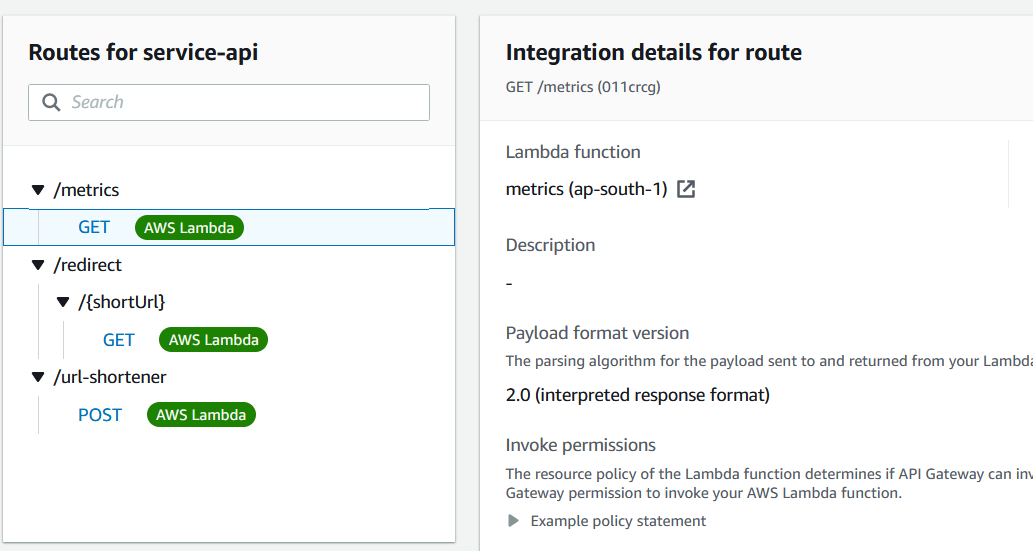 Routes for service-api
Search
/metrics
GET AWS Lambda
/redirect
/{shortUrl}
GET AWS Lambda
/url-shortener
POST AWS Lambda
Integration details for route
GET /metrics (011crcg)
Lambda function
metrics (ap-south-1)
Description
-
Payload format version
The parsing algorithm for the payload sent to and returned from your Lambda
2.0 (interpreted response format)
Invoke permissions
The resource policy of the Lambda function determines if API Gateway can inv
Gateway permission to invoke your AWS Lambda function.
Example policy statement